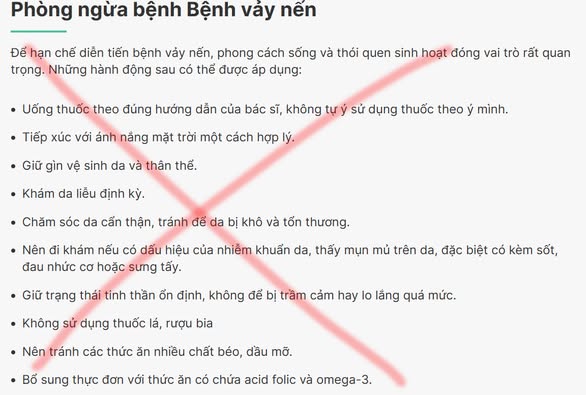 Phòng ngừa bệnh Bệnh vảy nến
Để hạn chế diễn tiến bệnh vảy nến, phong cách sống và thói quen sinh hoạt đóng vai trò rất quan
trọng. Những hành động sau có thể được áp dụng:
• Uống thuốc theo đúng hướng dẫn của bác sĩ, không tự ý sử dụng thuốc theo ý mình.
• Tiếp xúc với ánh nắng mặt trời một cách hợp lý.
• Giữ gìn vệ sinh da và thân thể.
• Khám da liễu định kỳ.
• Chăm sóc da cẩn thận, tránh để da bị khô và tổn thương.
• Nên đi khám nếu có dấu hiệu của nhiễm khuẩn da, thấy mụn mủ trên da, đặc biệt có kèm sốt,
đau nhức cơ hoặc sưng tấy.
• Giữ trạng thái tinh thần ổn định, không để bị trầm cảm hay lo lắng quá mức.
• Không sử dụng thuốc lá, rượu bia
• Nên tránh các thức ăn nhiều chất béo, dầu mỡ.
• Bổ sung thực đơn với thức ăn có chứa acid folic và omega-3.